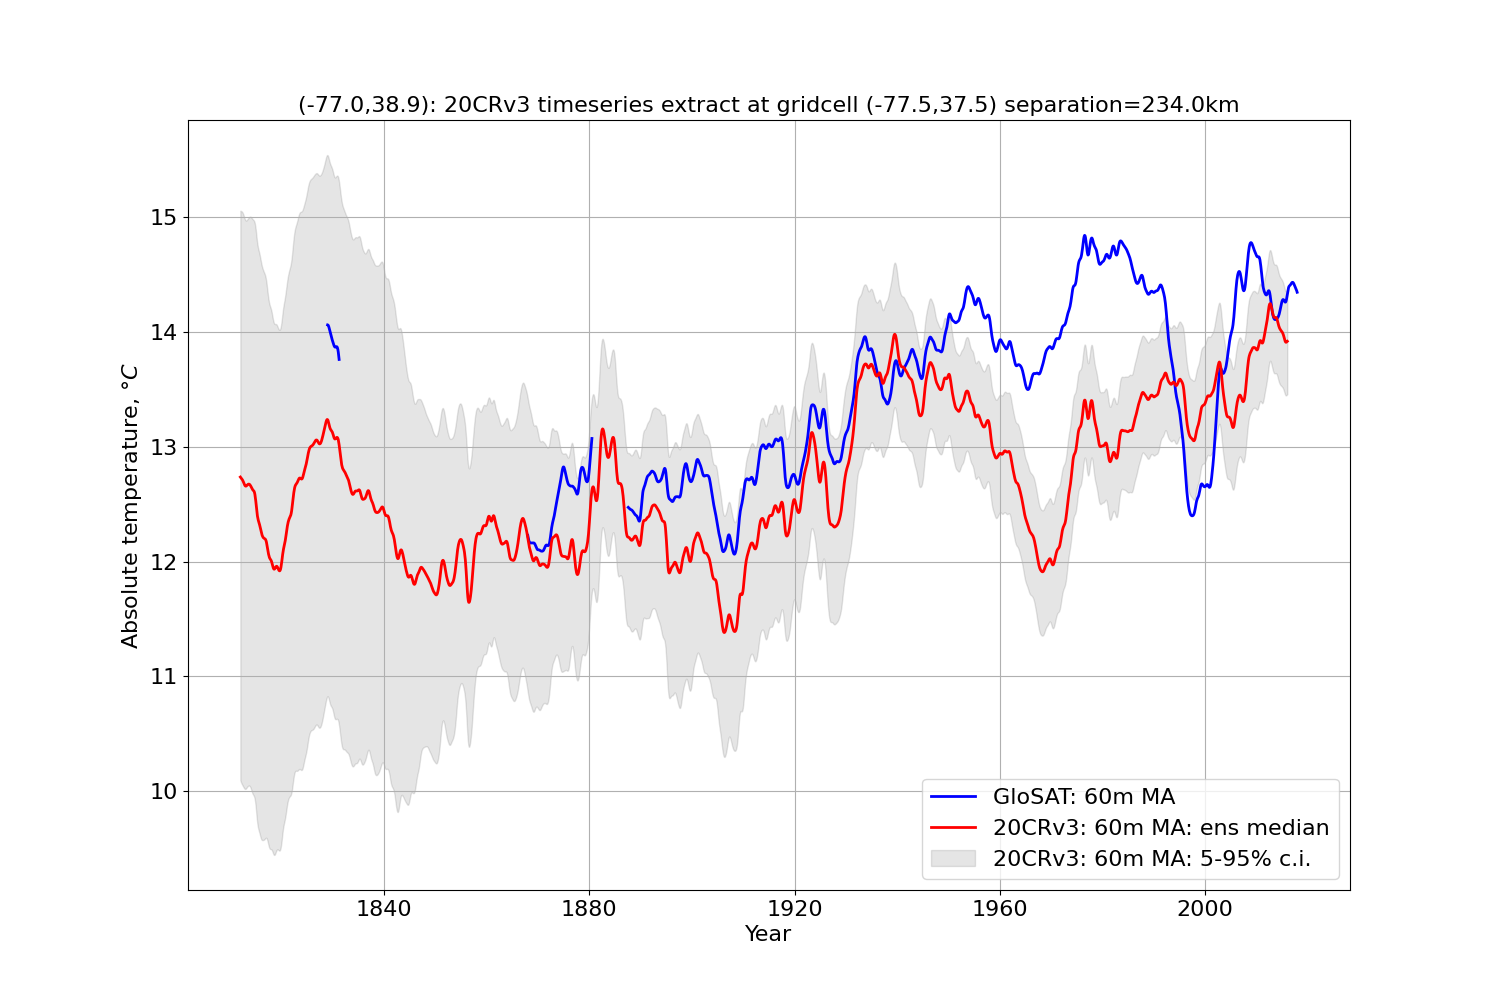 (-77.0,38.9): 20CRv3 timeseries extract at gridcell (-77.5,37.5) separation=234.0km
Absolute temperature, °C
15
14
13
12
11
10
GloSAT: 60m MA
20CRv3: 60m MA: ens median
20CRv3: 60m MA: 5-95% c.i.
1840 1880 1920 1960 2000
Year